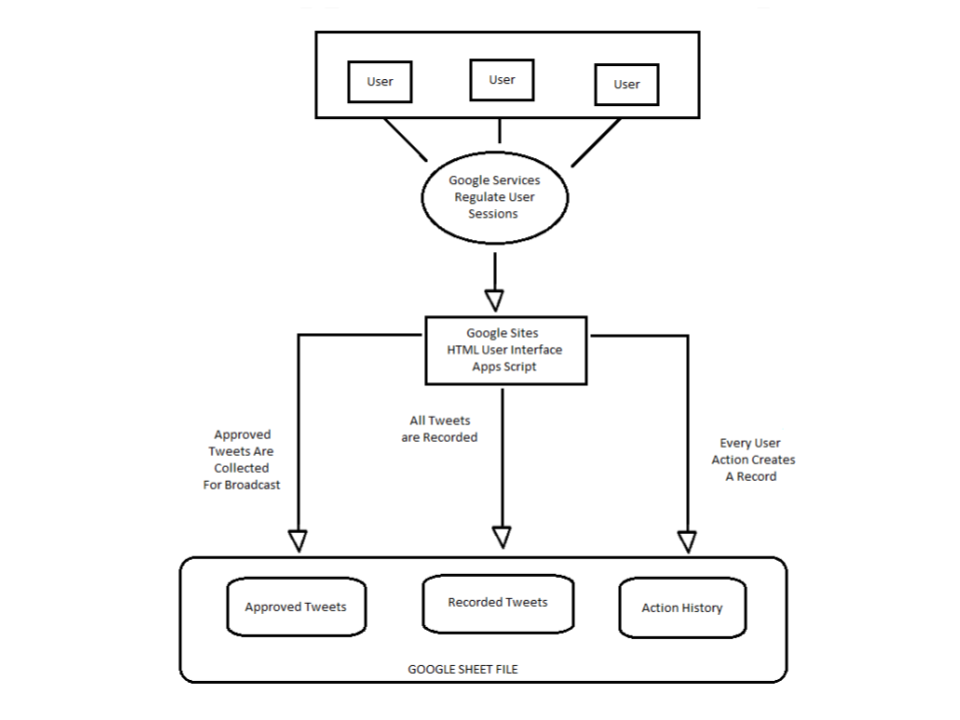 User
User
User
Google Services
Regulate User
Sessions
Google Sites
HTML User Interface
Apps Script
All Tweets
are Recorded
Approved
Tweets Are
Collected
For Broadcast
Every User
Action Creates
A Record
Approved Tweets
Recorded Tweets
Action History
GOOGLE SHEET FILE